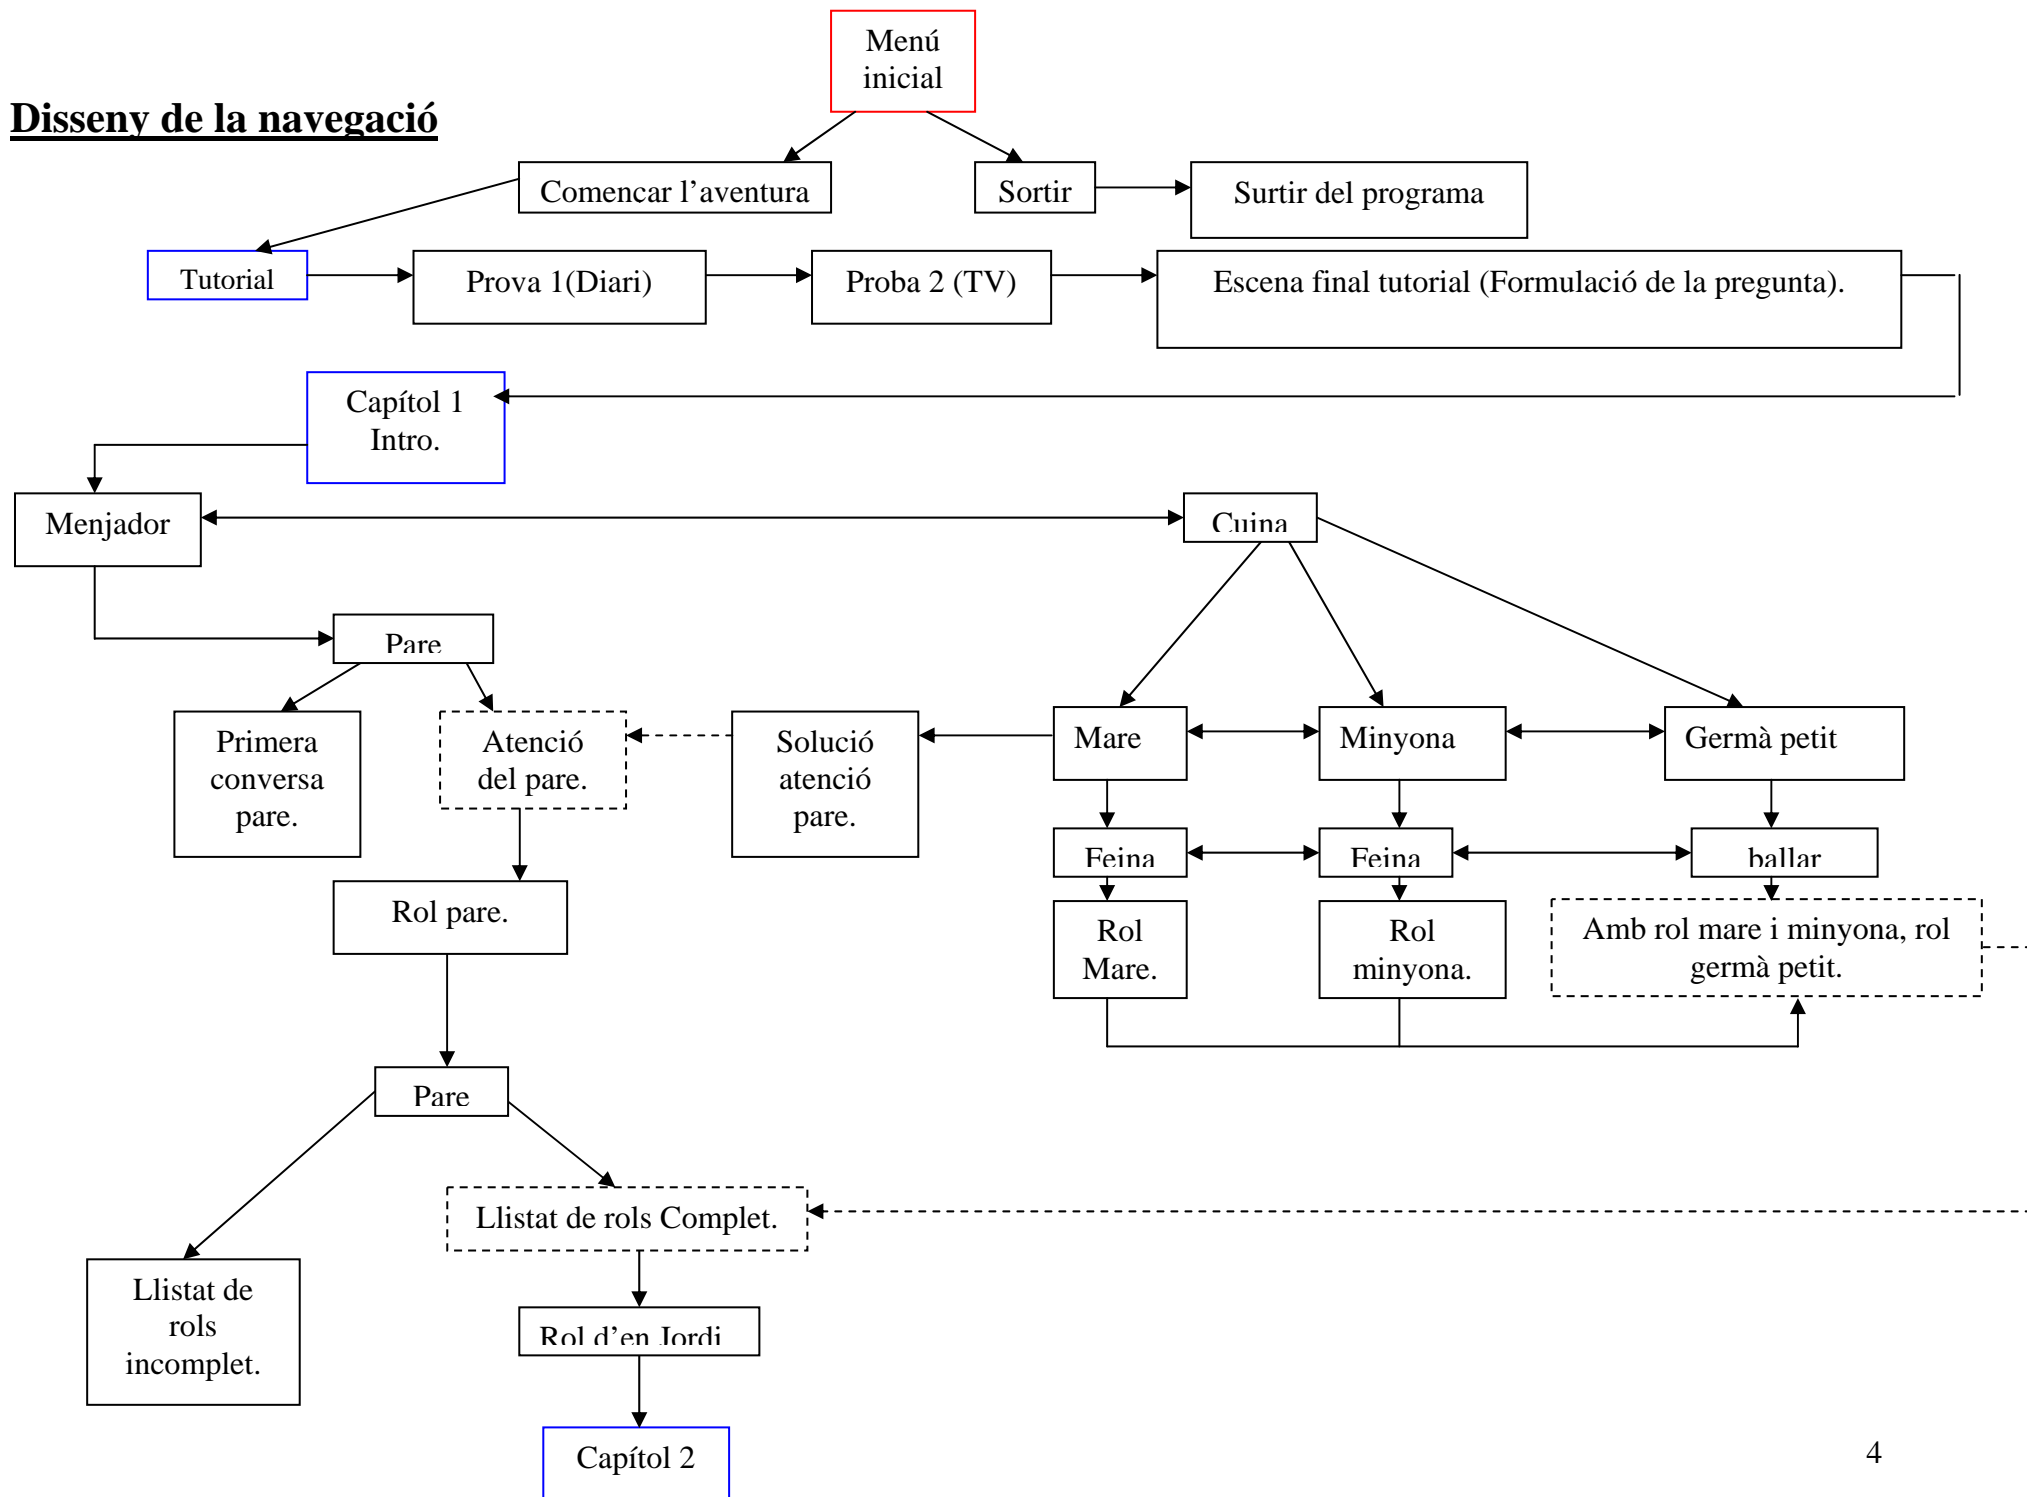 Menú
inicial
Disseny de la navegació
Comencar l’aventura
Sortir
Surtir del programa
Tutorial
Prova 1(Diari)
Proba 2 (TV)
Escena final tutorial (Formulació de la pregunta).
Capítol 1
Intro.
Menjador
Cuina
Pare
Primera
conversa
pare.
Atenció
del pare.
Solució
atenció
pare.
Mare
Minyona
Germà petit
Feina
Feina
ballar
Rol pare.
Rol
Mare.
Rol
minyona.
Amb rol mare i minyona, rol
germà petit.
Pare
Llistat de rols Complet.
Llistat de
rols
incomplet.
Rol d’en Jordi
Capítol 2
4